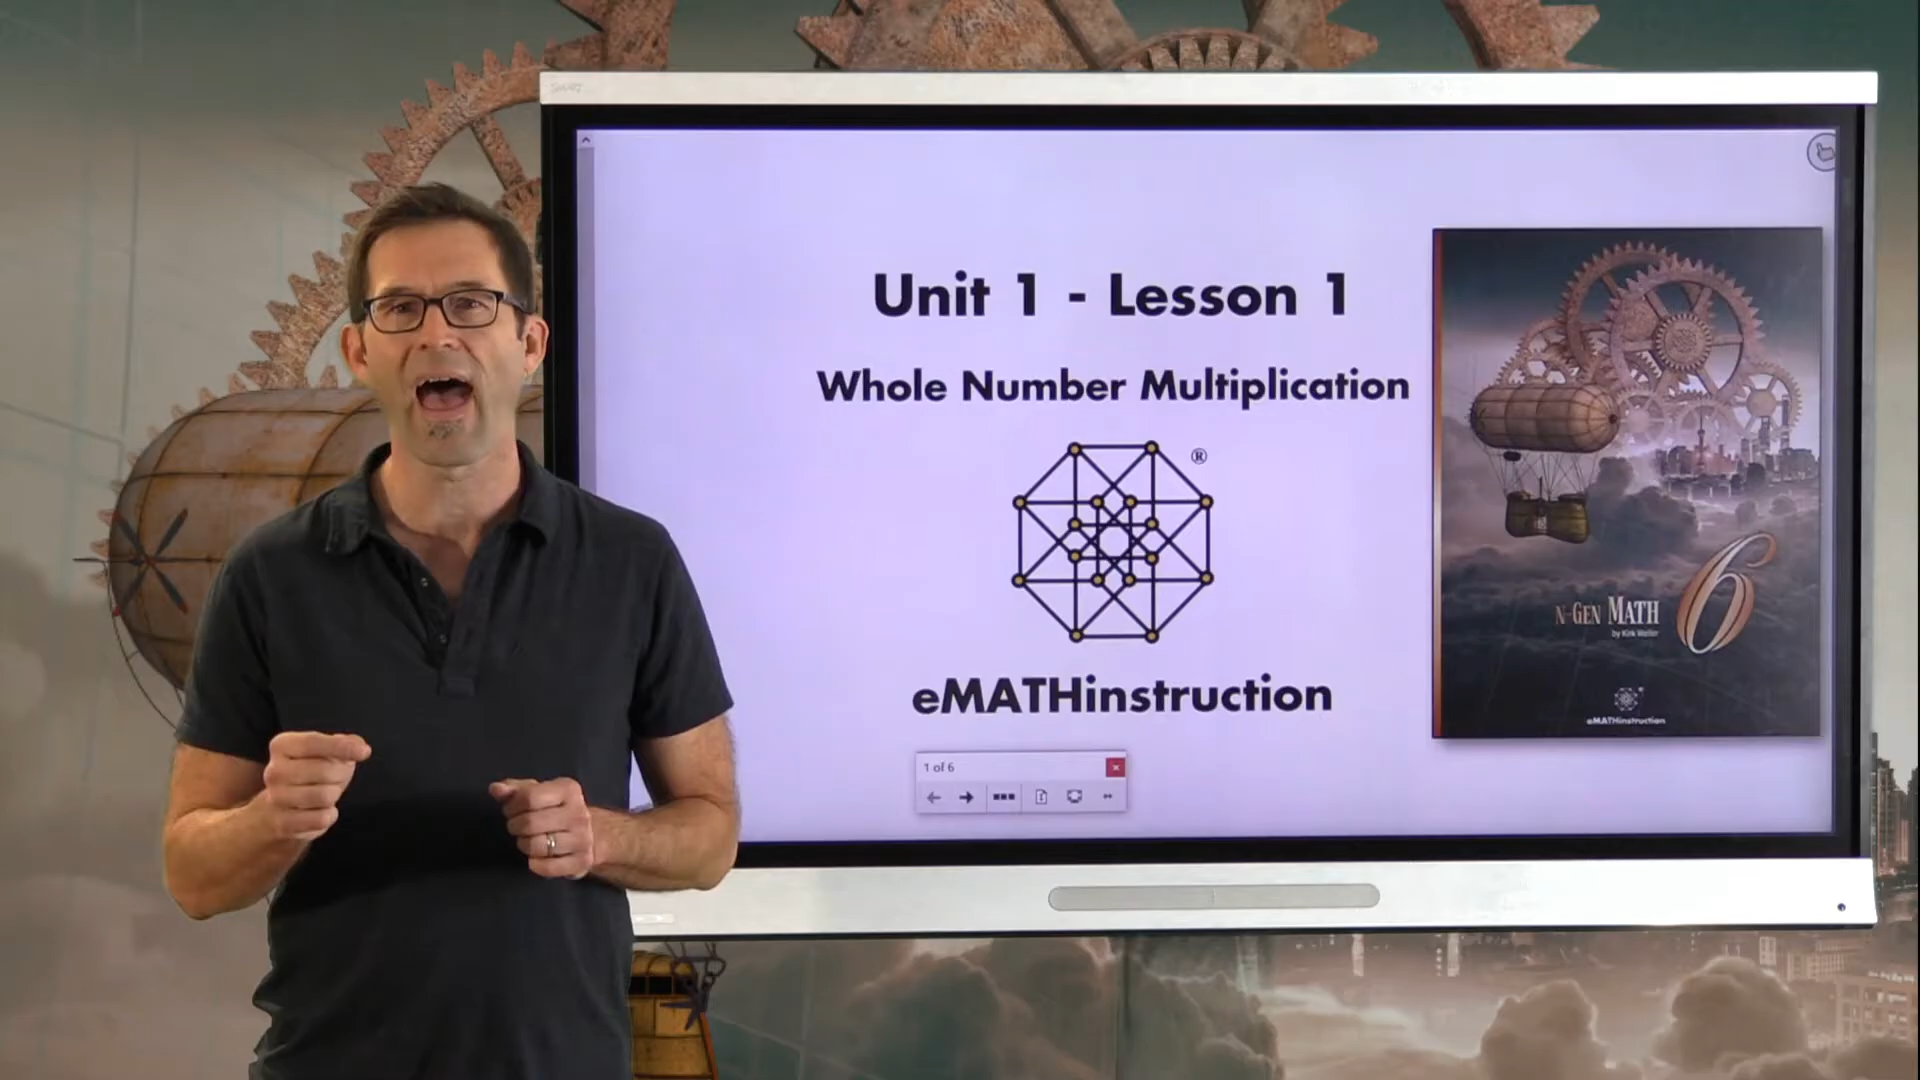 Unit 1 - Lesson 1
Whole Number Multiplication
®
eMATHinstruction
1 of 6
N-GEN MATH
by Kirk Weiler
6
eMATHinstruction